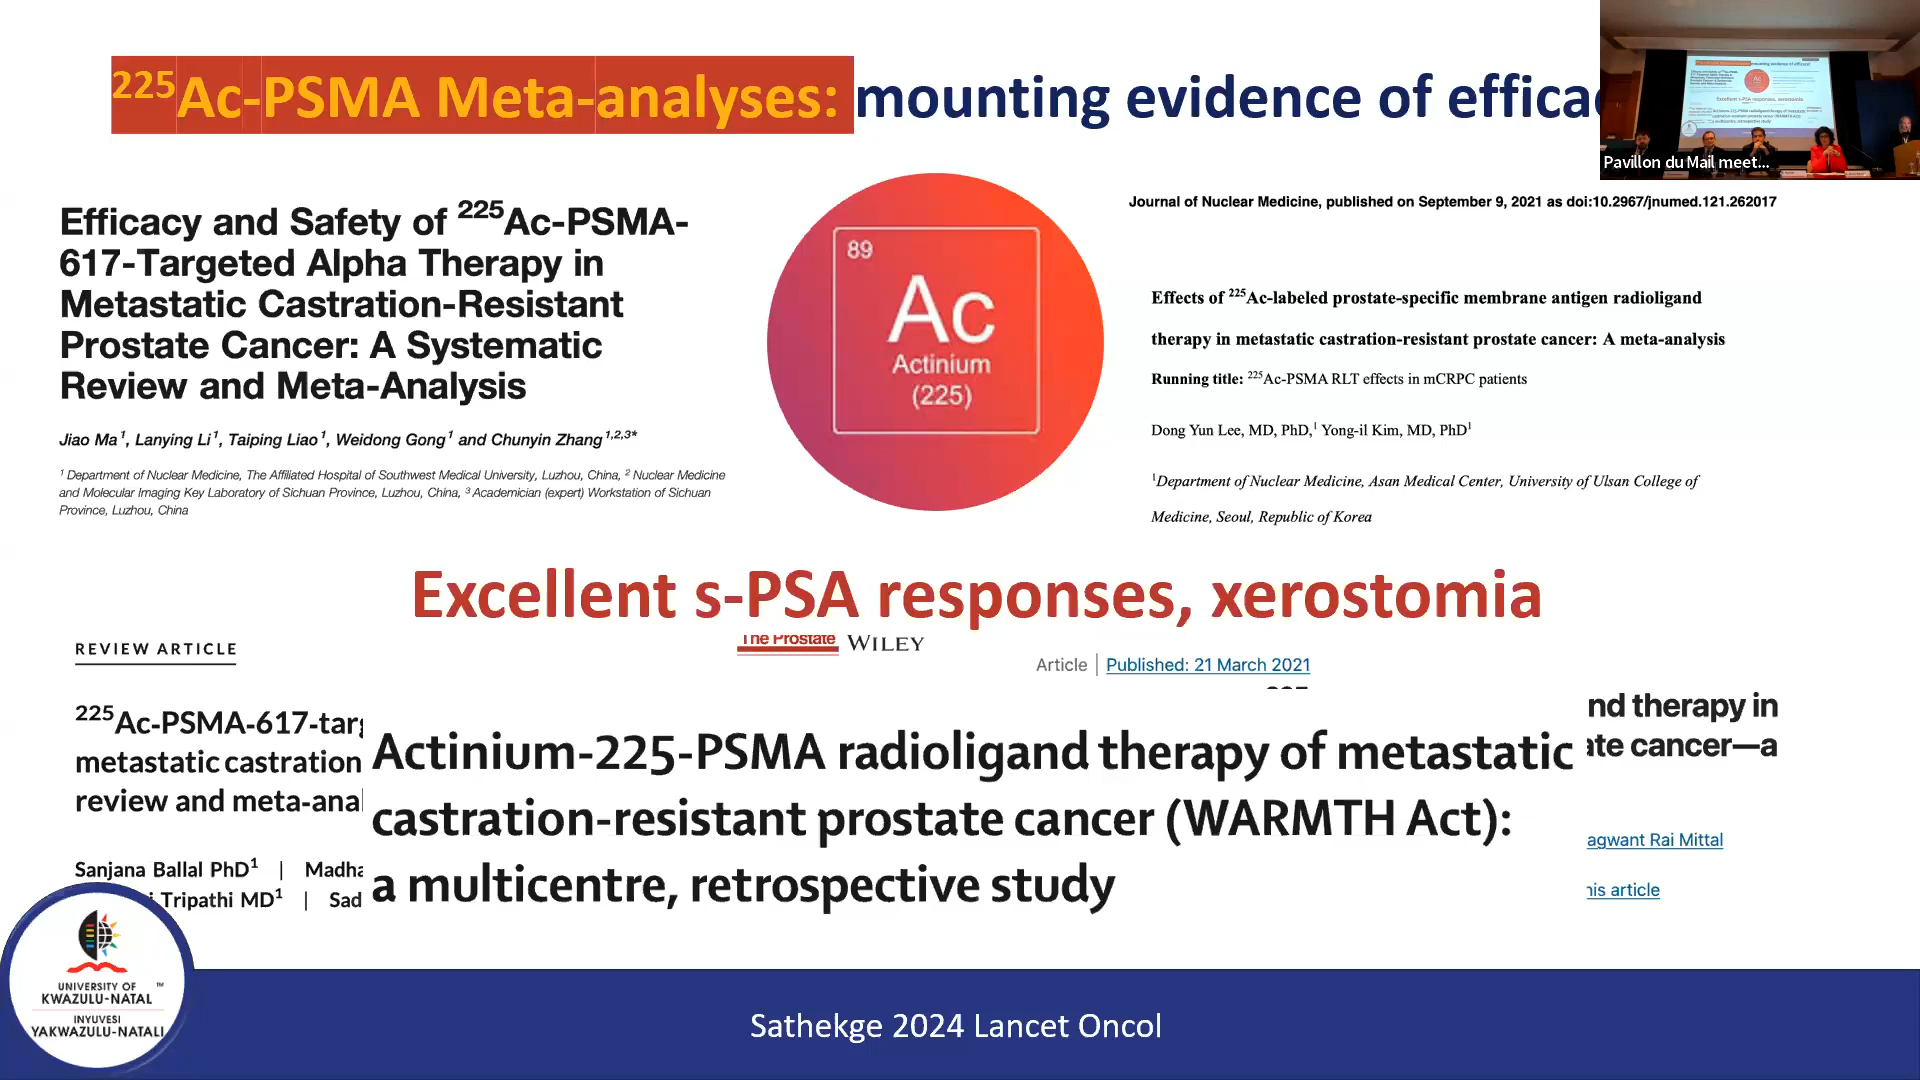 225Ac-PSMA Meta-analyses: mounting evidence of
Pavillon du Mail meet...
Efficacy and Safety of 225Ac-PSMA-
617-Targeted Alpha Therapy in
Metastatic Castration-Resistant
Prostate Cancer: A Systematic
Review and Meta-Analysis
Jiao Ma1, Lanying Li1, Taiping Liao1, Weidong Gong1 and Chunyin Zhang1,2,3*
1 Department of Nuclear Medicine, The Affiliated Hospital of Southwest Medical University, Luzhou, China, 2 Nuclear Medicine
and Molecular Imaging Key Laboratory of Sichuan Province, Luzhou, China, 3 Academician (expert) Workstation of Sichuan
Province, Luzhou, China
89
Ac
Actinium
(225)
Journal of Nuclear Medicine, published on September 9, 2021 as doi:10.2967/jnumed.121.262017
Effects of 225Ac-labeled prostate-specific membrane antigen radioligand
therapy in metastatic castration-resistant prostate cancer: A meta-analysis
Running title: 225Ac-PSMA RLT effects in mCRPC patients
Dong Yun Lee, MD, PhD,1 Yong-il Kim, MD, PhD1
1Department of Nuclear Medicine, Asan Medical Center, University of Ulsan College of
Medicine, Seoul, Republic of Korea
Excellent s-PSA responses, xerostomia
REVIEW ARTICLE
The Prostate WILEY
Article | Published: 21 March 2021
225Ac-PSMA-617-tar
metastatic castration
review and meta-anal
Sanjana Ballal PhD1 | Madha
Tripathi MD1 | Sad
Actinium-225-PSMA radioligand therapy of metastatic
castration-resistant prostate cancer (WARMTH Act):
a multicentre, retrospective study
nd therapy in
ate cancer—a
agwant Rai Mittal
his article
UNIVERSITY OF ™
KWAZULU-NATAL
INYUVESI
YAKWAZULU-NATALI
Sathekge 2024 Lancet Oncol